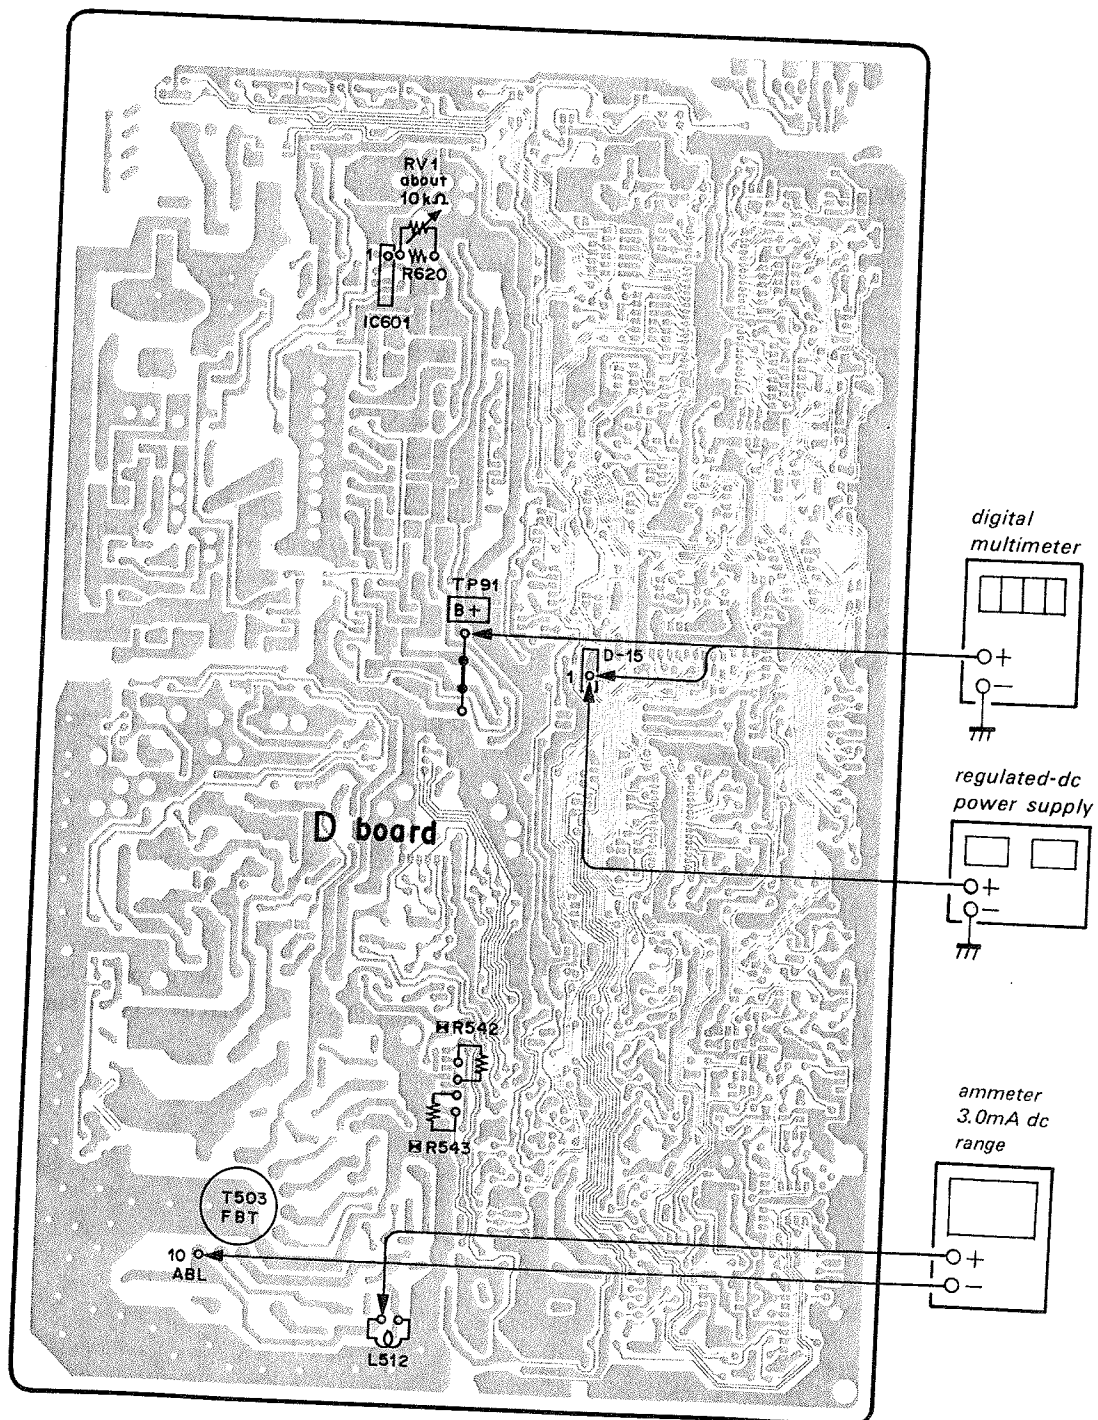 RV1
about
10kΩ
1
R620
IC601
digital
multimeter
TP91
B+
+
−
D-15
1
regulated-dc
power supply
+
−
D board
R542
R543
ammeter
3.0mA dc
range
+
−
T503
FBT
10
ABL
L512